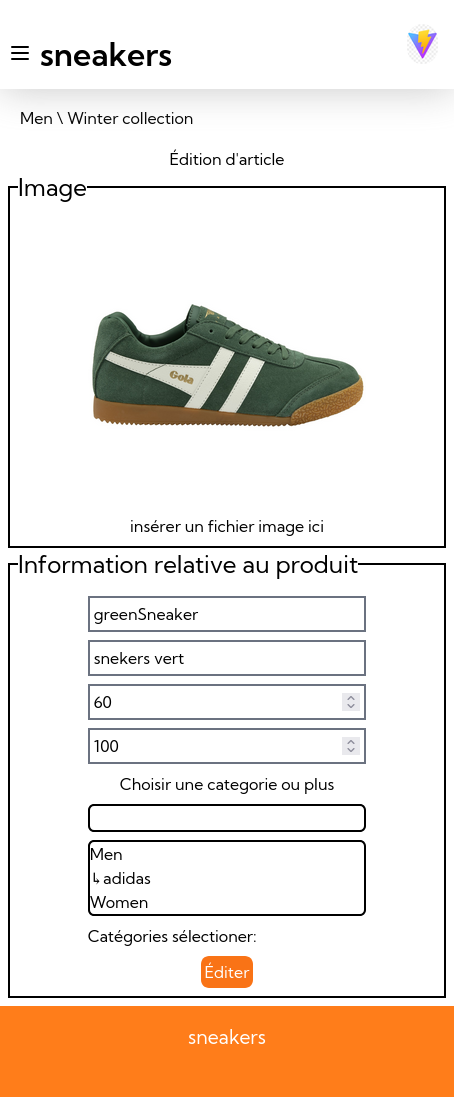 sneakers
Men \ Winter collection
Édition d'article
Image
Gola
insérer un fichier image ici
Information relative au produit
greenSneaker
snekers vert
60
100
Choisir une categorie ou plus
Men
↳adidas
Women
Catégories sélectioner:
Éditer
sneakers